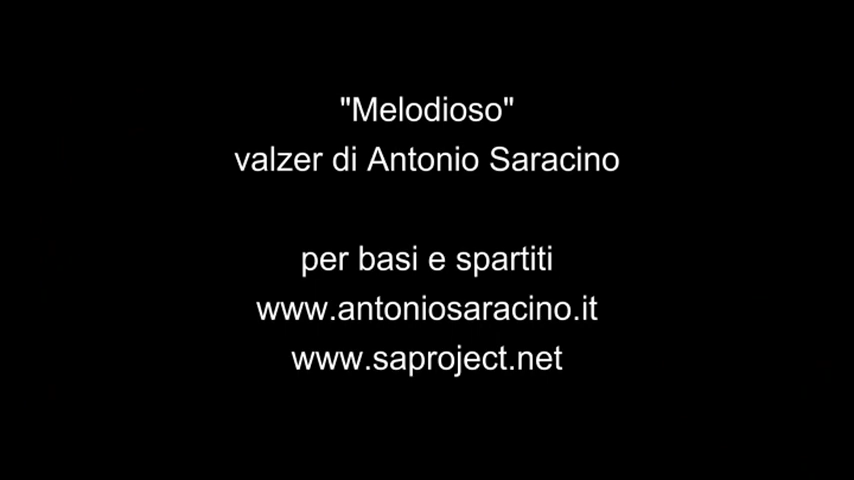 "Melodioso"
valzer di Antonio Saracino
per basi e spartiti
www.antoniosaracino.it
www.saproject.net